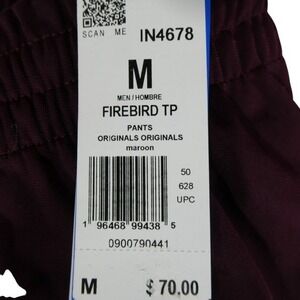 SCAN ME
IN4678
M
MEN / HOMBRE
FIREBIRD TP
PANTS
ORIGINALS ORIGINALS
maroon
50
628
UPC
1 96468 99438 5
0900790441
M $ 70.00